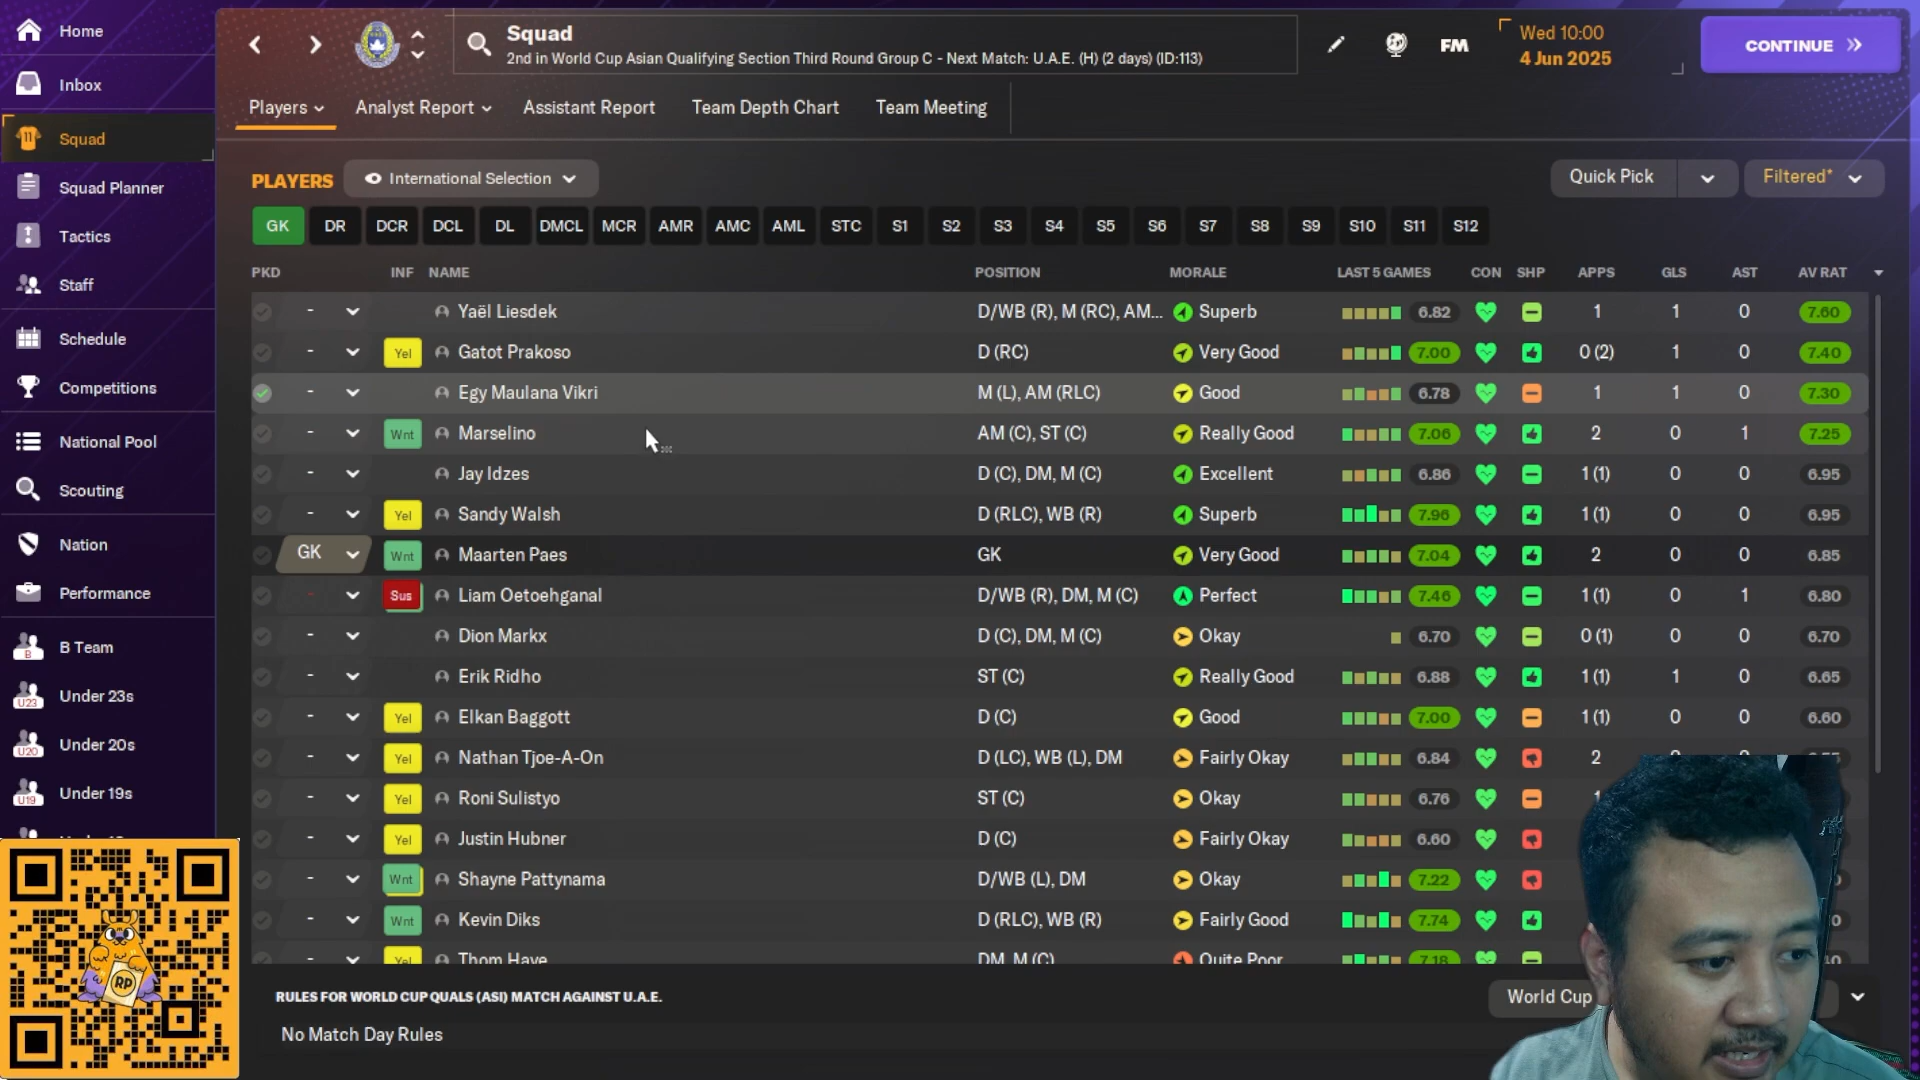 Home
Inbox
Squad
Squad Planner
Tactics
Staff
Schedule
Competitions
National Pool
Scouting
Nation
Performance
B Team
Under 23s
Under 20s
Under 19s
Squad
2nd in World Cup Asian Qualifying Section Third Round Group C - Next Match: U.A.E. (H) (2 days) (ID:113)
FM
Wed 10:00
4 Jun 2025
CONTINUE
Players Analyst Report Assistant Report Team Depth Chart Team Meeting
PLAYERS International Selection Quick Pick Filtered*
GK DR DCR DCL DL DMCL MCR AMR AMC AML STC S1 S2 S3 S4 S5 S6 S7 S8 S9 S10 S11 S12
PKD INF NAME POSITION MORALE LAST 5 GAMES CON SHP APPS GLS AST AV RAT
- Yaël Liesdek D/WB (R), M (RC), AM... Superb 6.82 1 1 0 7.60
- Yel Gatot Prakoso D (RC) Very Good 7.00 0 (2) 1 0 7.40
- Egy Maulana Vikri M (L), AM (RLC) Good 6.78 1 1 0 7.30
- Wnt Marselino AM (C), ST (C) Really Good 7.06 2 0 1 7.25
- Jay Idzes D (C), DM, M (C) Excellent 6.86 1 (1) 0 0 6.95
- Yel Sandy Walsh D (RLC), WB (R) Superb 7.96 1 (1) 0 0 6.95
GK Wnt Maarten Paes GK Very Good 7.04 2 0 0 6.85
- Sus Liam Oetoehganal D/WB (R), DM, M (C) Perfect 7.46 1 (1) 0 1 6.80
- Dion Markx D (C), DM, M (C) Okay 6.70 0 (1) 0 0 6.70
- Erik Ridho ST (C) Really Good 6.88 1 (1) 1 0 6.65
- Yel Elkan Baggott D (C) Good 7.00 1 (1) 0 0 6.60
- Yel Nathan Tjoe-A-On D (LC), WB (L), DM Fairly Okay 6.84 2
- Yel Roni Sulistyo ST (C) Okay 6.76
- Yel Justin Hubner D (C) Fairly Okay 6.60
- Wnt Shayne Pattynama D/WB (L), DM Okay 7.22
- Wnt Kevin Diks D (RLC), WB (R) Fairly Good 7.74
- Yel Thom Haye DM, M (C) Quite Poor 7.18
RULES FOR WORLD CUP QUALS (ASI) MATCH AGAINST U.A.E.
World Cup
No Match Day Rules
RP